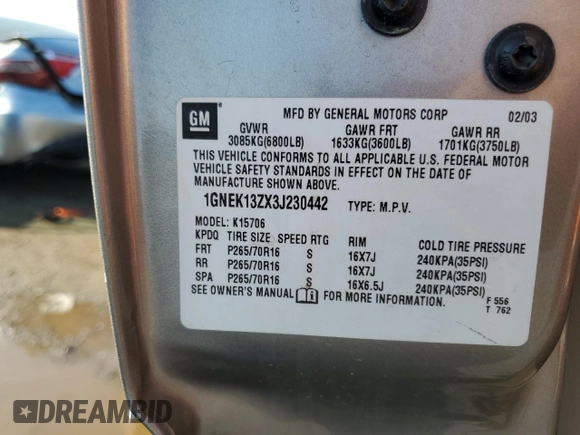 GM
MFD BY GENERAL MOTORS CORP 02/03
GVWR GAWR FRT GAWR RR
3085KG(6800LB) 1633KG(3600LB) 1701KG(3750LB)
THIS VEHICLE CONFORMS TO ALL APPLICABLE U.S. FEDERAL MOTOR
VEHICLE SAFETY STANDARDS IN EFFECT ON THE DATE OF
MANUFACTURE SHOWN ABOVE.
1GNEK13ZX3J230442 TYPE: M.P.V.
MODEL: K15706
KPDQ TIRE SIZE SPEED RTG RIM COLD TIRE PRESSURE
FRT P265/70R16 S 16X7J 240KPA(35PSI)
RR P265/70R16 S 16X7J 240KPA(35PSI)
SPA P265/70R16 S 16X6.5J 240KPA(35PSI)
SEE OWNER'S MANUAL FOR MORE INFORMATION. F 556
T 762
DREAMBID